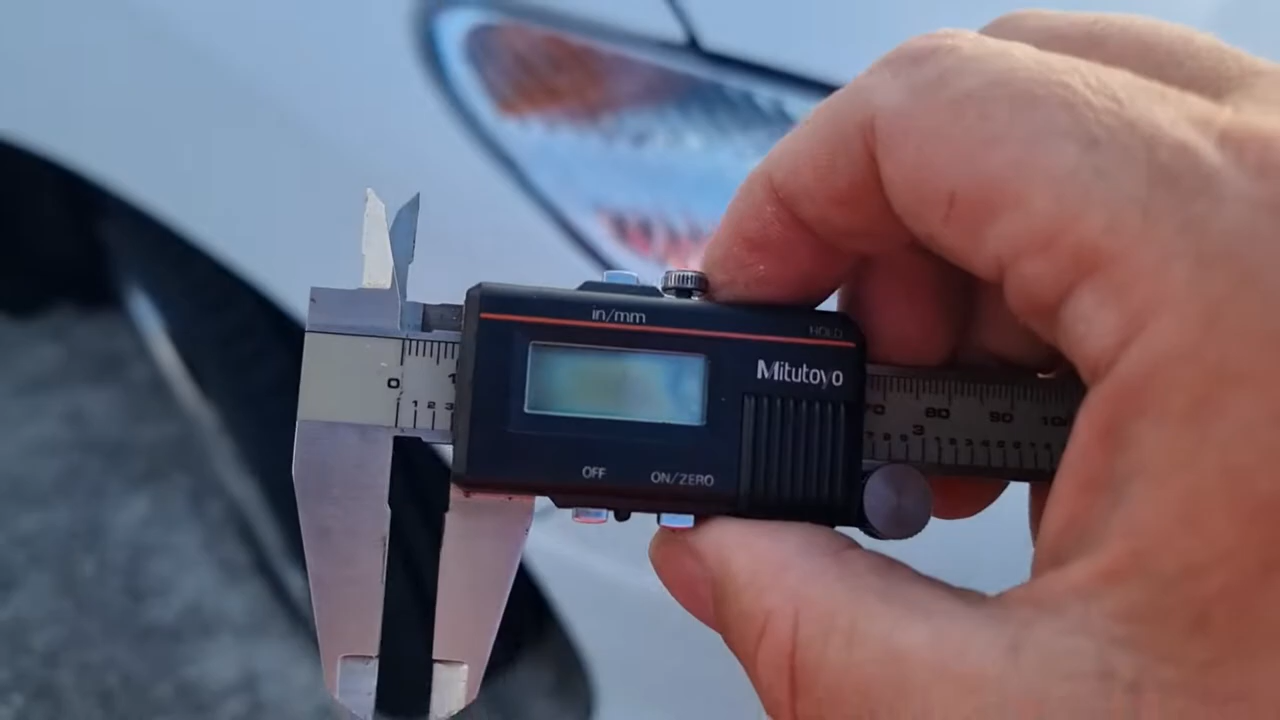 in/mm
HOLD
Mitutoyo
0 1
1 2 3
70 80 90 100
3
OFF ON/ZERO